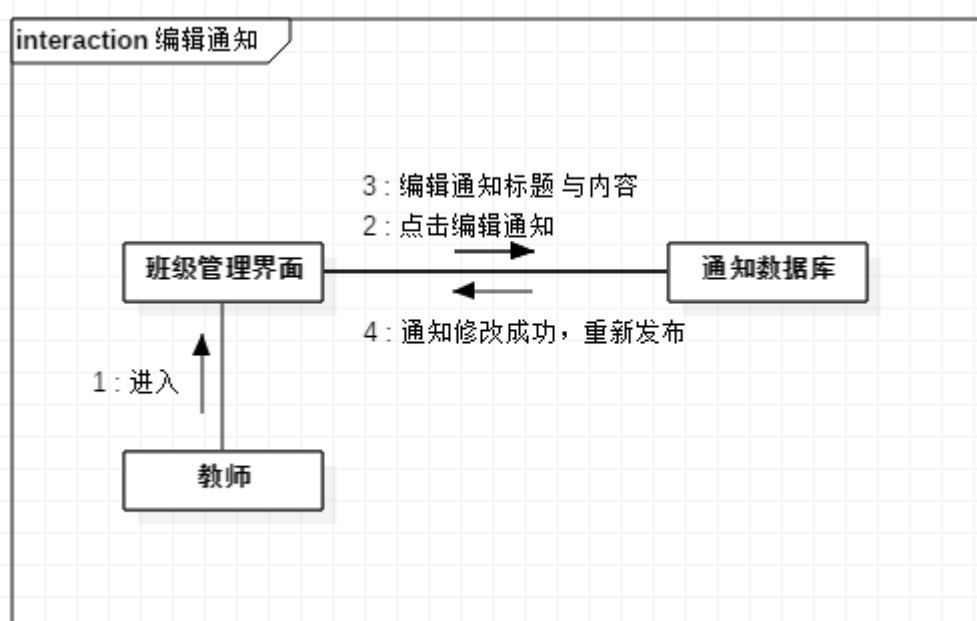 interaction 编辑通知
3 : 编辑通知标题 与内容
2 : 点击编辑通知
班级管理界面
通知数据库
4 : 通知修改成功，重新发布
1 : 进入
教师